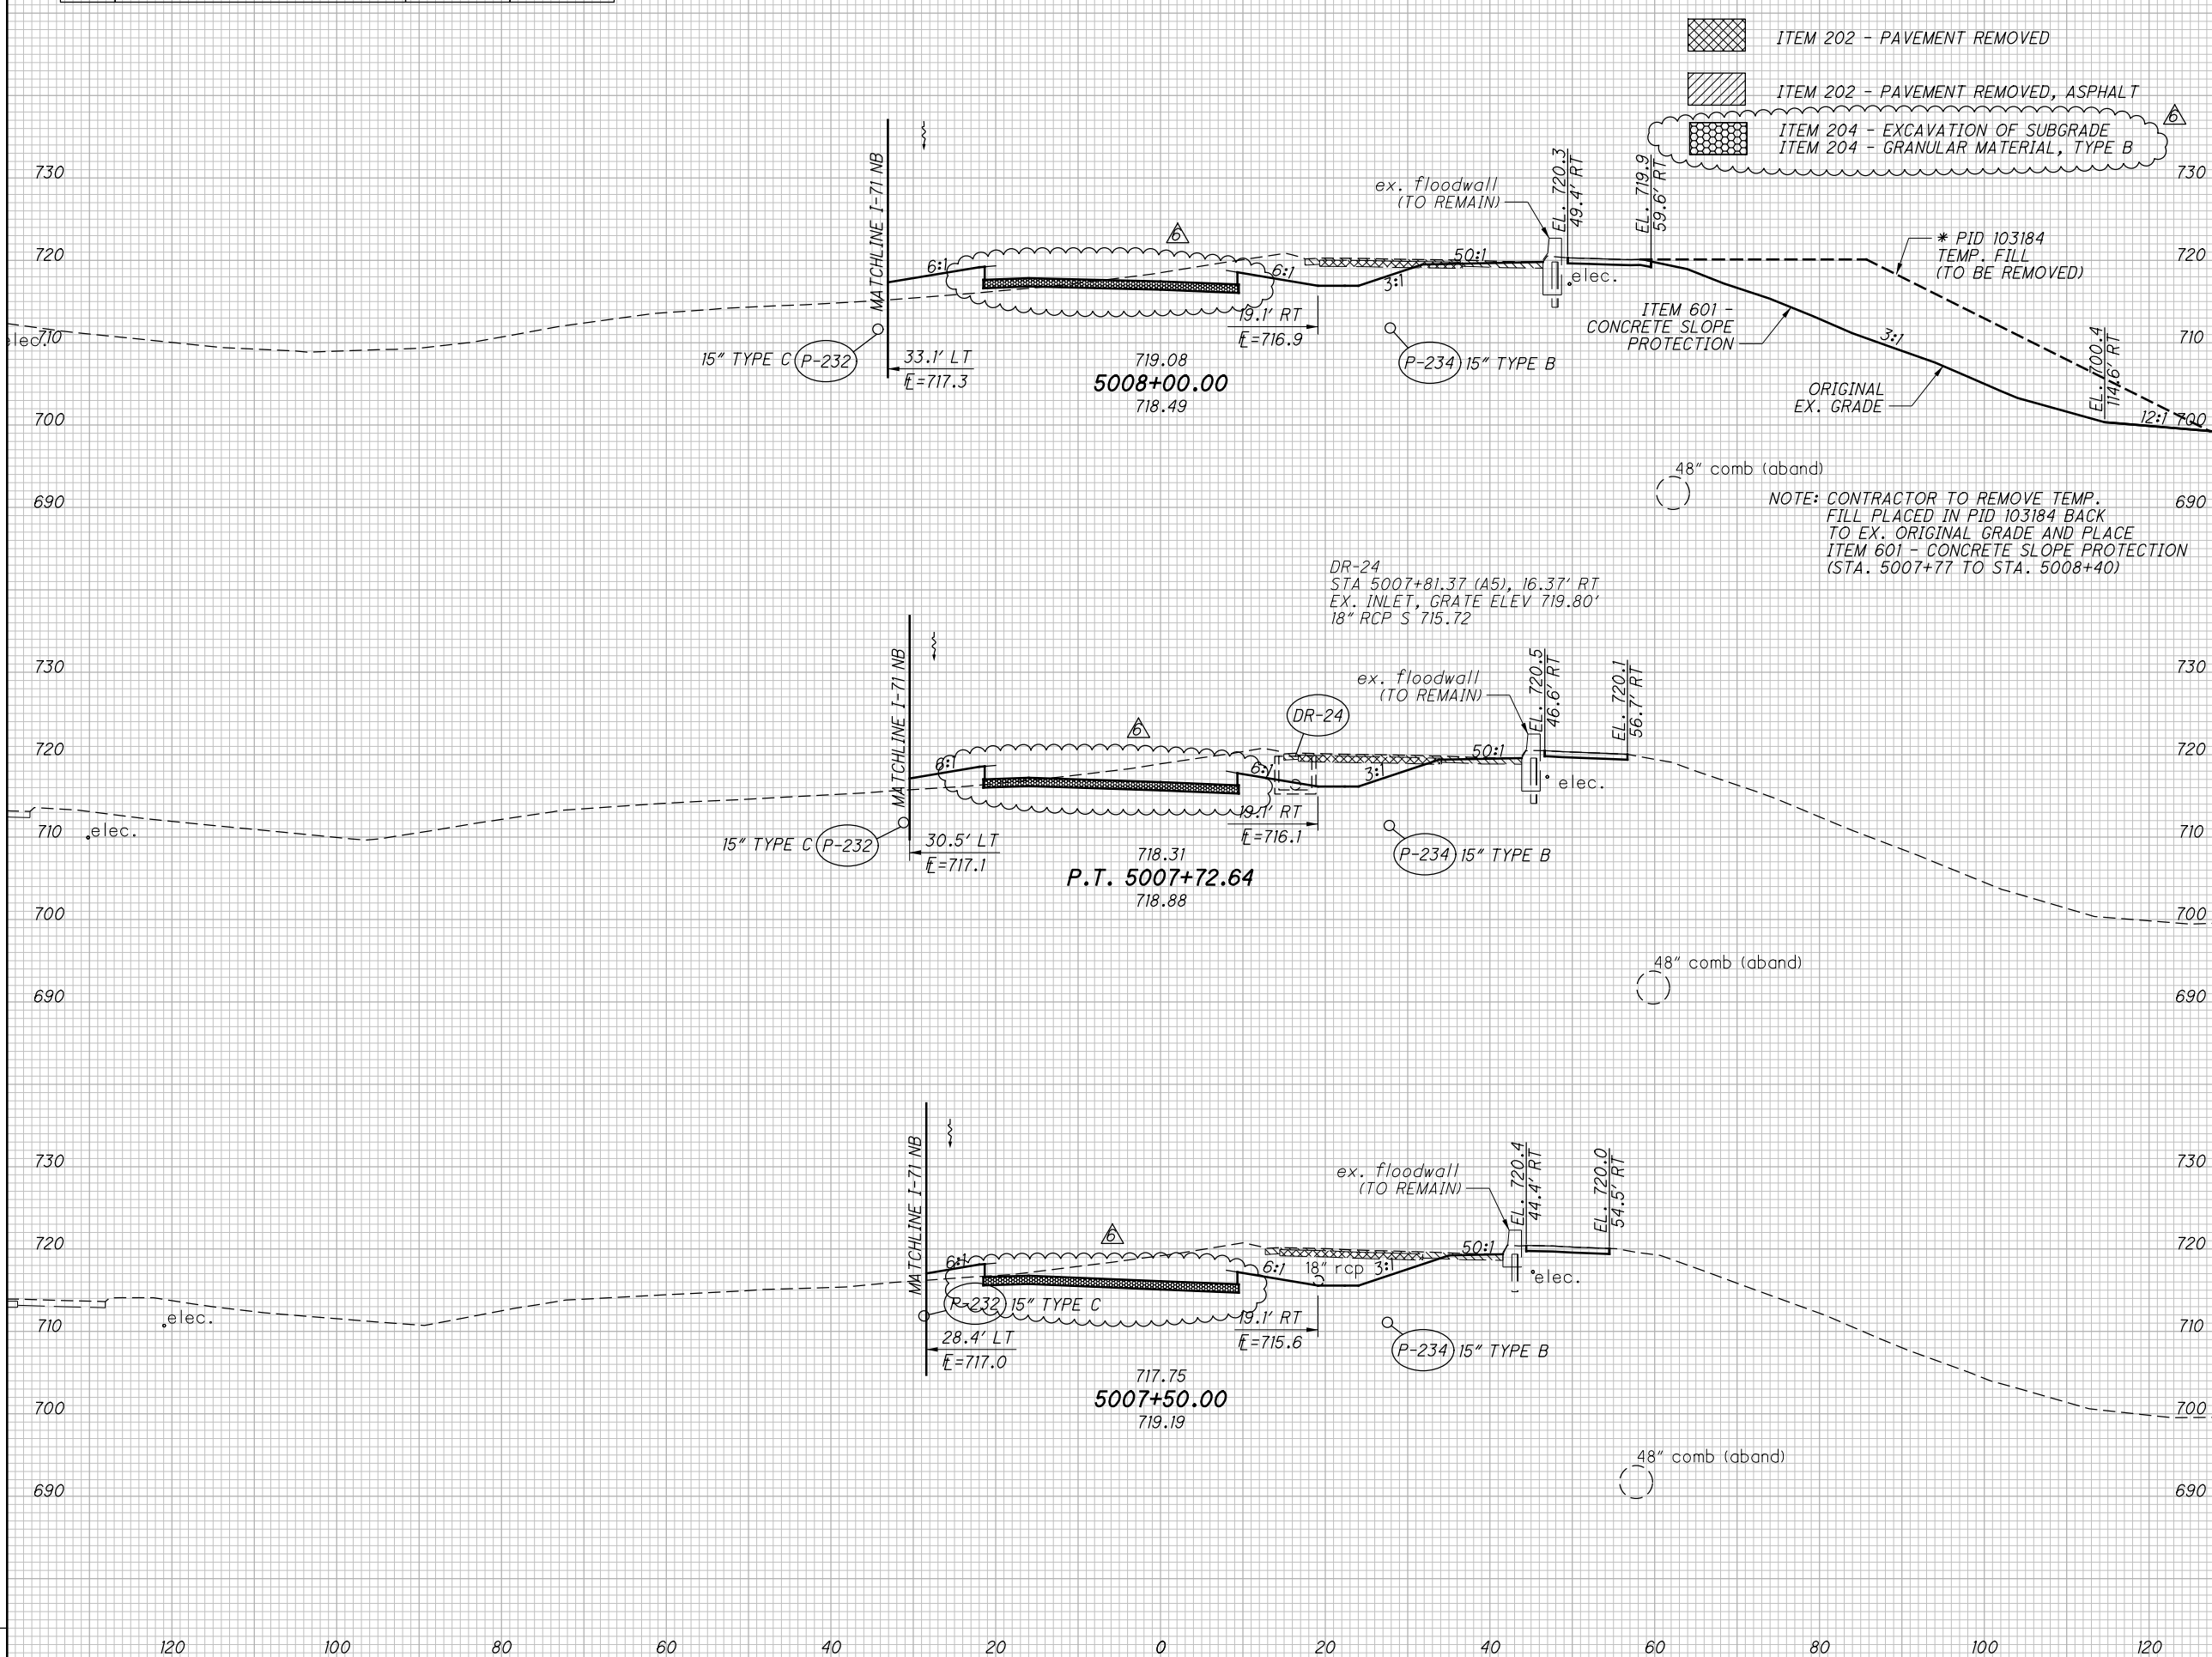 ITEM 202 - PAVEMENT REMOVED
ITEM 202 - PAVEMENT REMOVED, ASPHALT
6
ITEM 204 - EXCAVATION OF SUBGRADE
ITEM 204 - GRANULAR MATERIAL, TYPE B
730
730
MATCHLINE I-71 NB
ex. floodwall
(TO REMAIN)
EL. 720.3
49.4' RT
EL. 719.9
59.6' RT
6
* PID 103184
TEMP. FILL
(TO BE REMOVED)
720
720
6:1
6:1
50:1
3:1
elec.
ITEM 601 -
CONCRETE SLOPE
PROTECTION
elec.
710
710
19.1' RT
FL=716.9
3:1
EL. 700.4
114.6' RT
15" TYPE C
P-232
33.1' LT
FL=717.3
719.08
5008+00.00
718.49
P-234
15" TYPE B
ORIGINAL
EX. GRADE
700
12:1
700
48" comb (aband)
690
690
NOTE: CONTRACTOR TO REMOVE TEMP.
FILL PLACED IN PID 103184 BACK
TO EX. ORIGINAL GRADE AND PLACE
ITEM 601 - CONCRETE SLOPE PROTECTION
(STA. 5007+77 TO STA. 5008+40)
DR-24
STA 5007+81.37 (A5), 16.37' RT
EX. INLET, GRATE ELEV 719.80'
18" RCP S 715.72
730
730
MATCHLINE I-71 NB
ex. floodwall
(TO REMAIN)
EL. 720.5
46.6' RT
EL. 720.1
56.7' RT
DR-24
6
720
720
6:1
6:1
3:1
50:1
elec.
710
elec.
710
19.1' RT
FL=716.1
15" TYPE C
P-232
30.5' LT
FL=717.1
718.31
P.T. 5007+72.64
718.88
P-234
15" TYPE B
700
700
48" comb (aband)
690
690
730
730
MATCHLINE I-71 NB
ex. floodwall
(TO REMAIN)
EL. 720.4
44.4' RT
EL. 720.0
54.5' RT
6
720
720
6:1
6:1
18" rcp
3:1
50:1
elec.
P-232
15" TYPE C
710
elec.
710
19.1' RT
FL=715.6
28.4' LT
FL=717.0
717.75
5007+50.00
719.19
P-234
15" TYPE B
700
700
48" comb (aband)
690
690
120
100
80
60
40
20
0
20
40
60
80
100
120